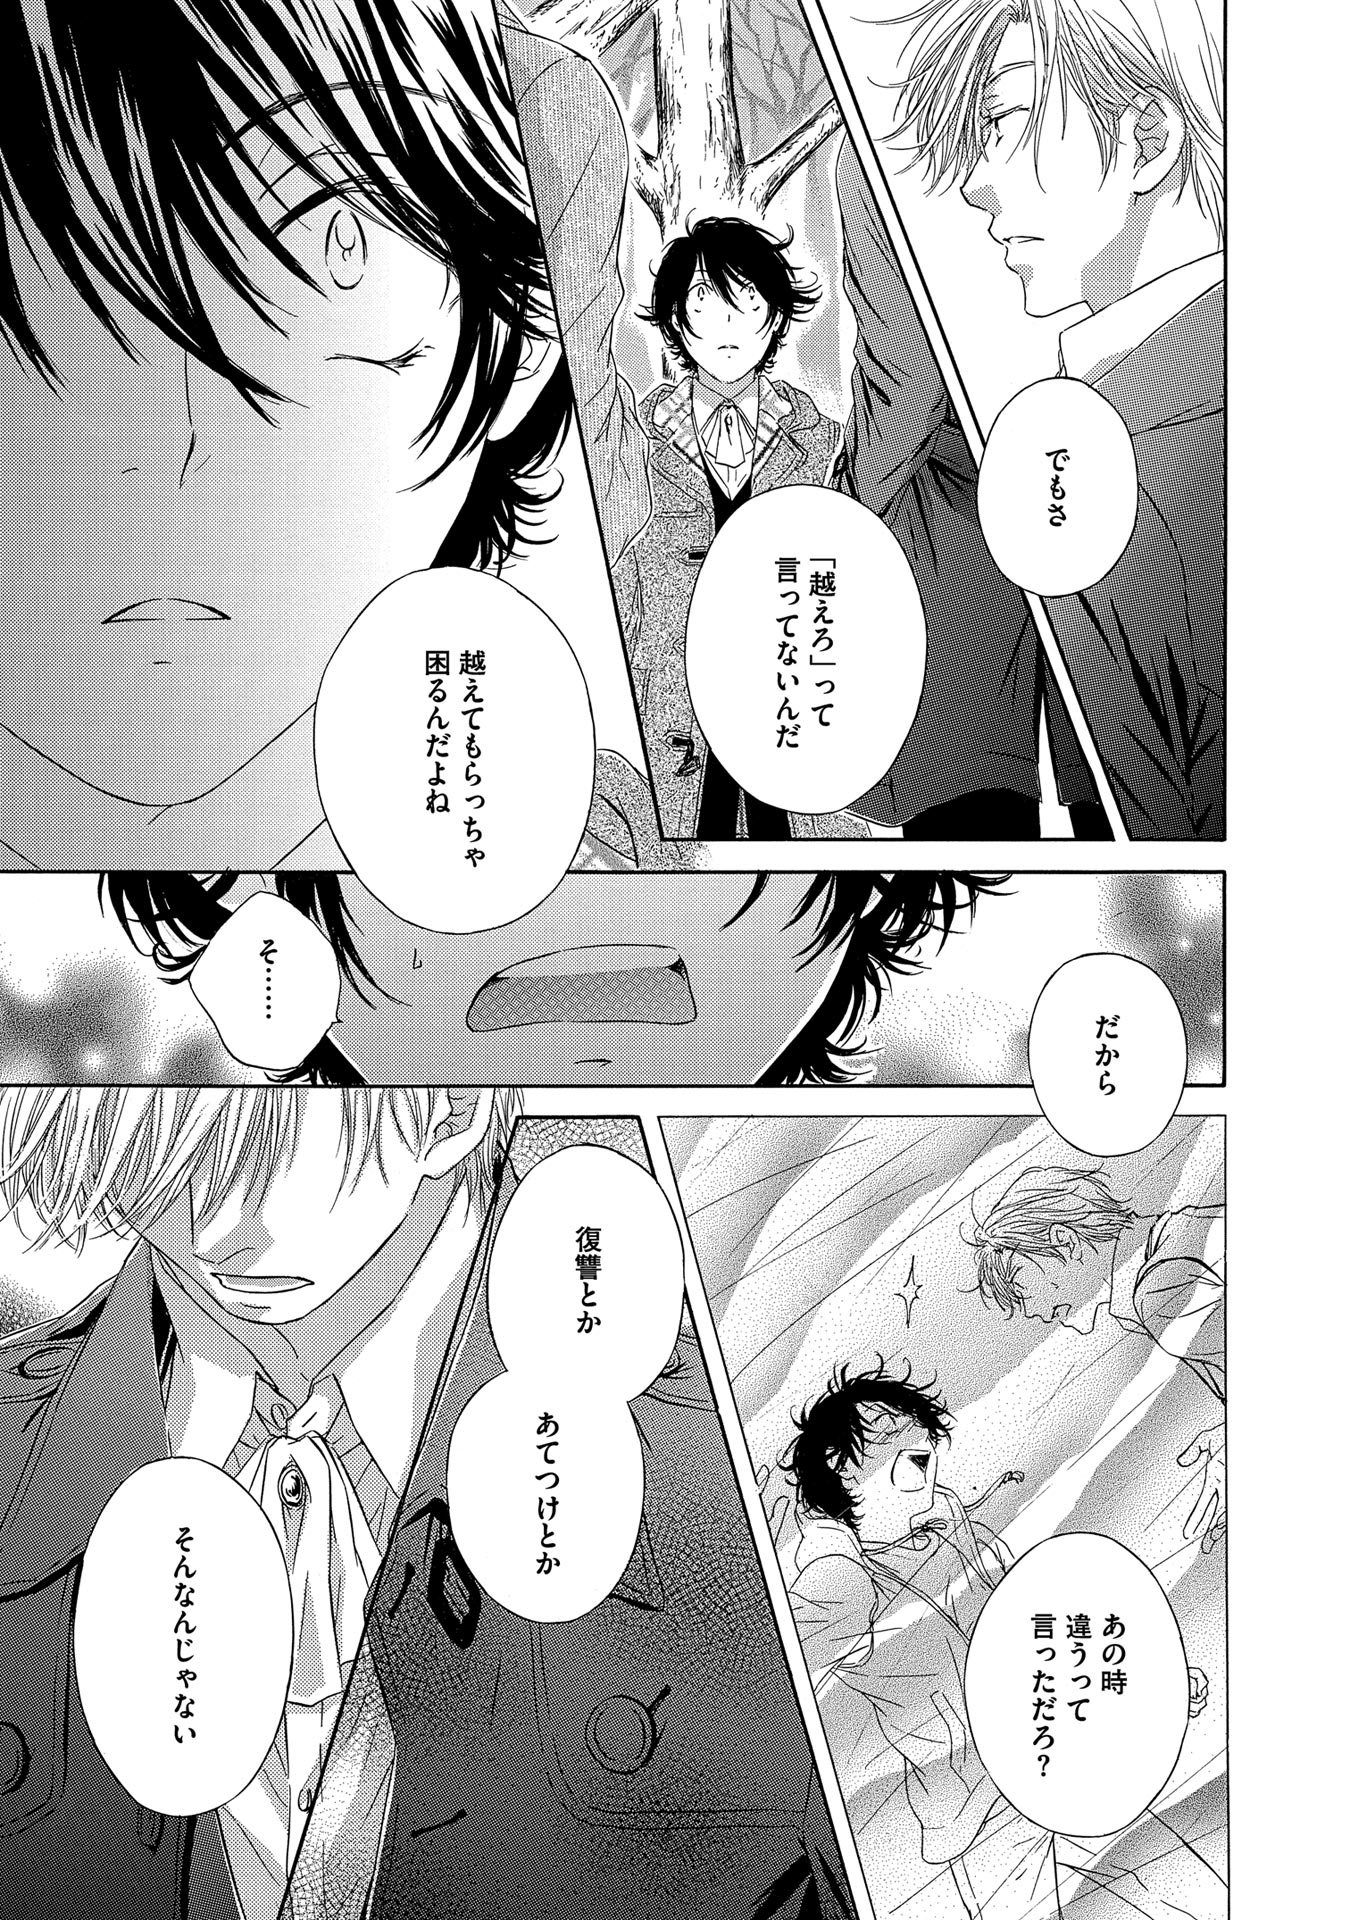 でもさ
「越えろ」って
言ってないんだ
越えてもらっちゃ
困るんだよね
そ……
だから
あの時
違うって
言っただろ？
復讐とか
あてつけとか
そんなんじゃない